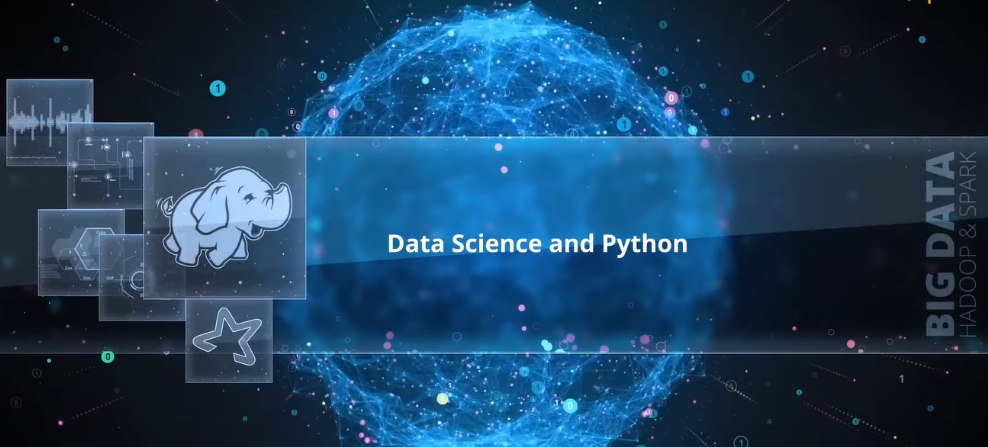 Data Science and Python
BIG DATA
HADOOP & SPARK